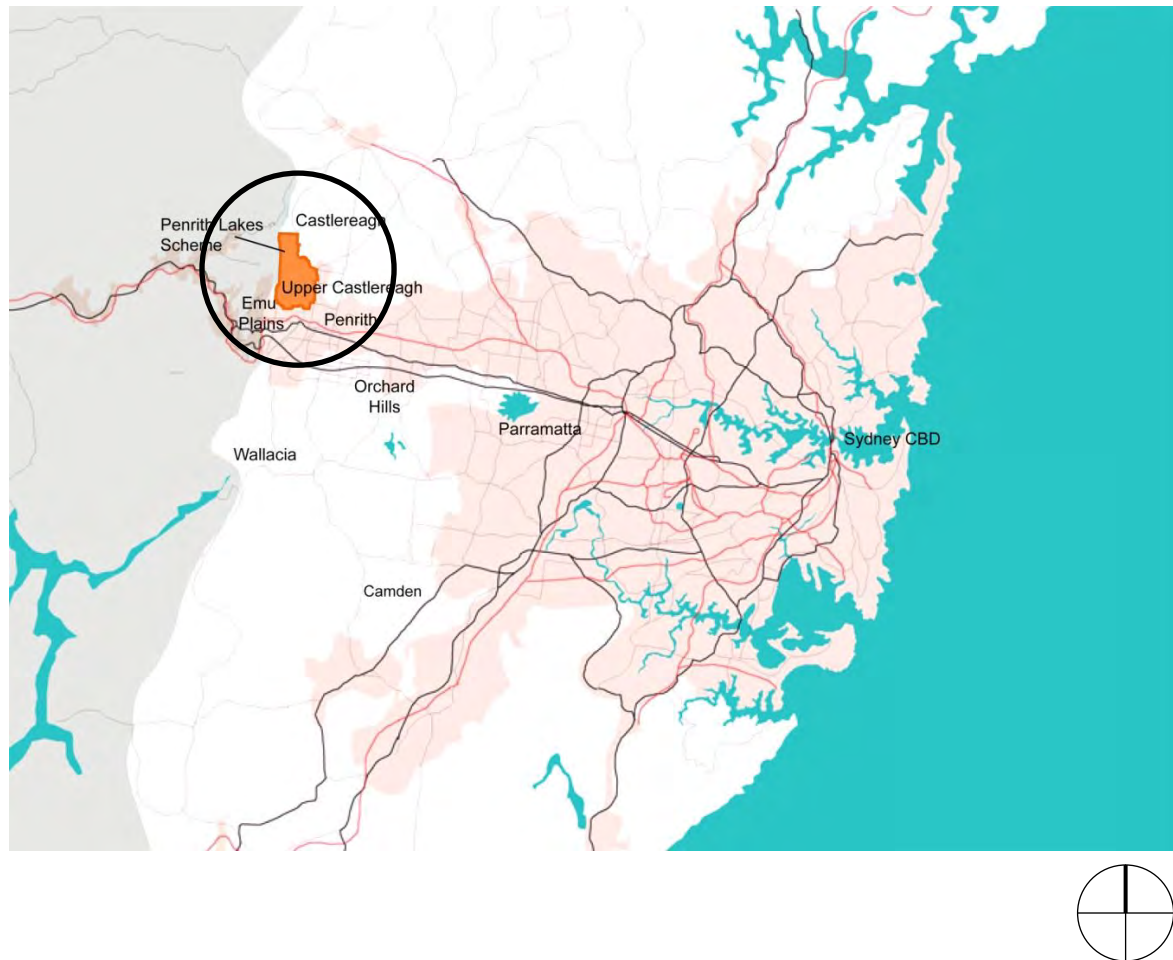 Penrith Lakes
Scheme
Castlereagh
Upper Castlereagh
Emu
Plains
Penrith
Orchard
Hills
Parramatta
Sydney CBD
Wallacia
Camden